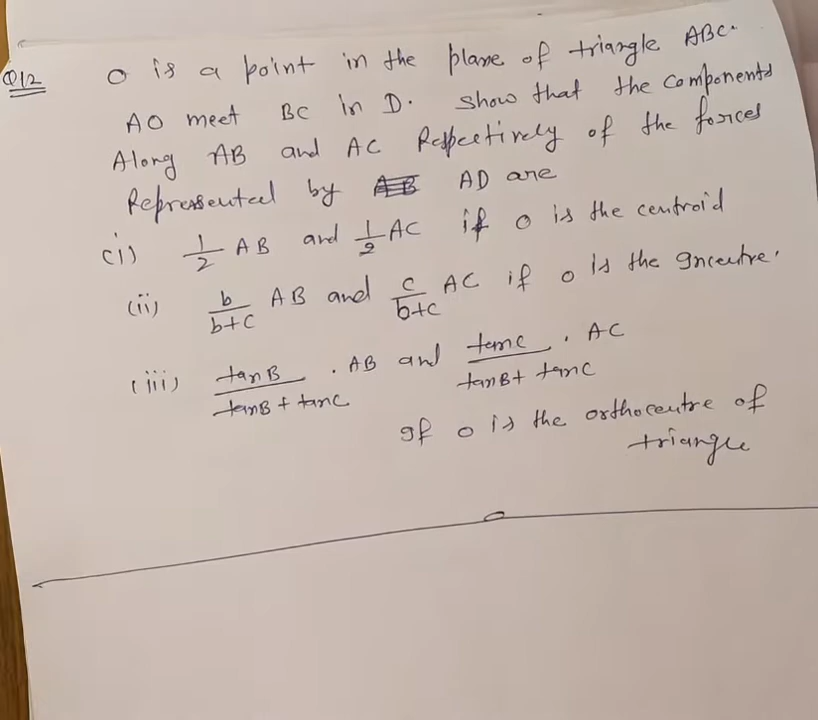 Q12 O is a point in the plane of triangle ABC.
AO meet BC in D. show that the components
Along AB and AC Respectively of the forces
Represented by AD are
(i) 1/2 AB and 1/2 AC if O is the centroid
(ii) b/b+c AB and c/b+c AC if O is the Incentre.
(iii) tanB/tanB + tanC . AB and tanC/tanB + tanC . AC
If O is the orthocentre of
triangle